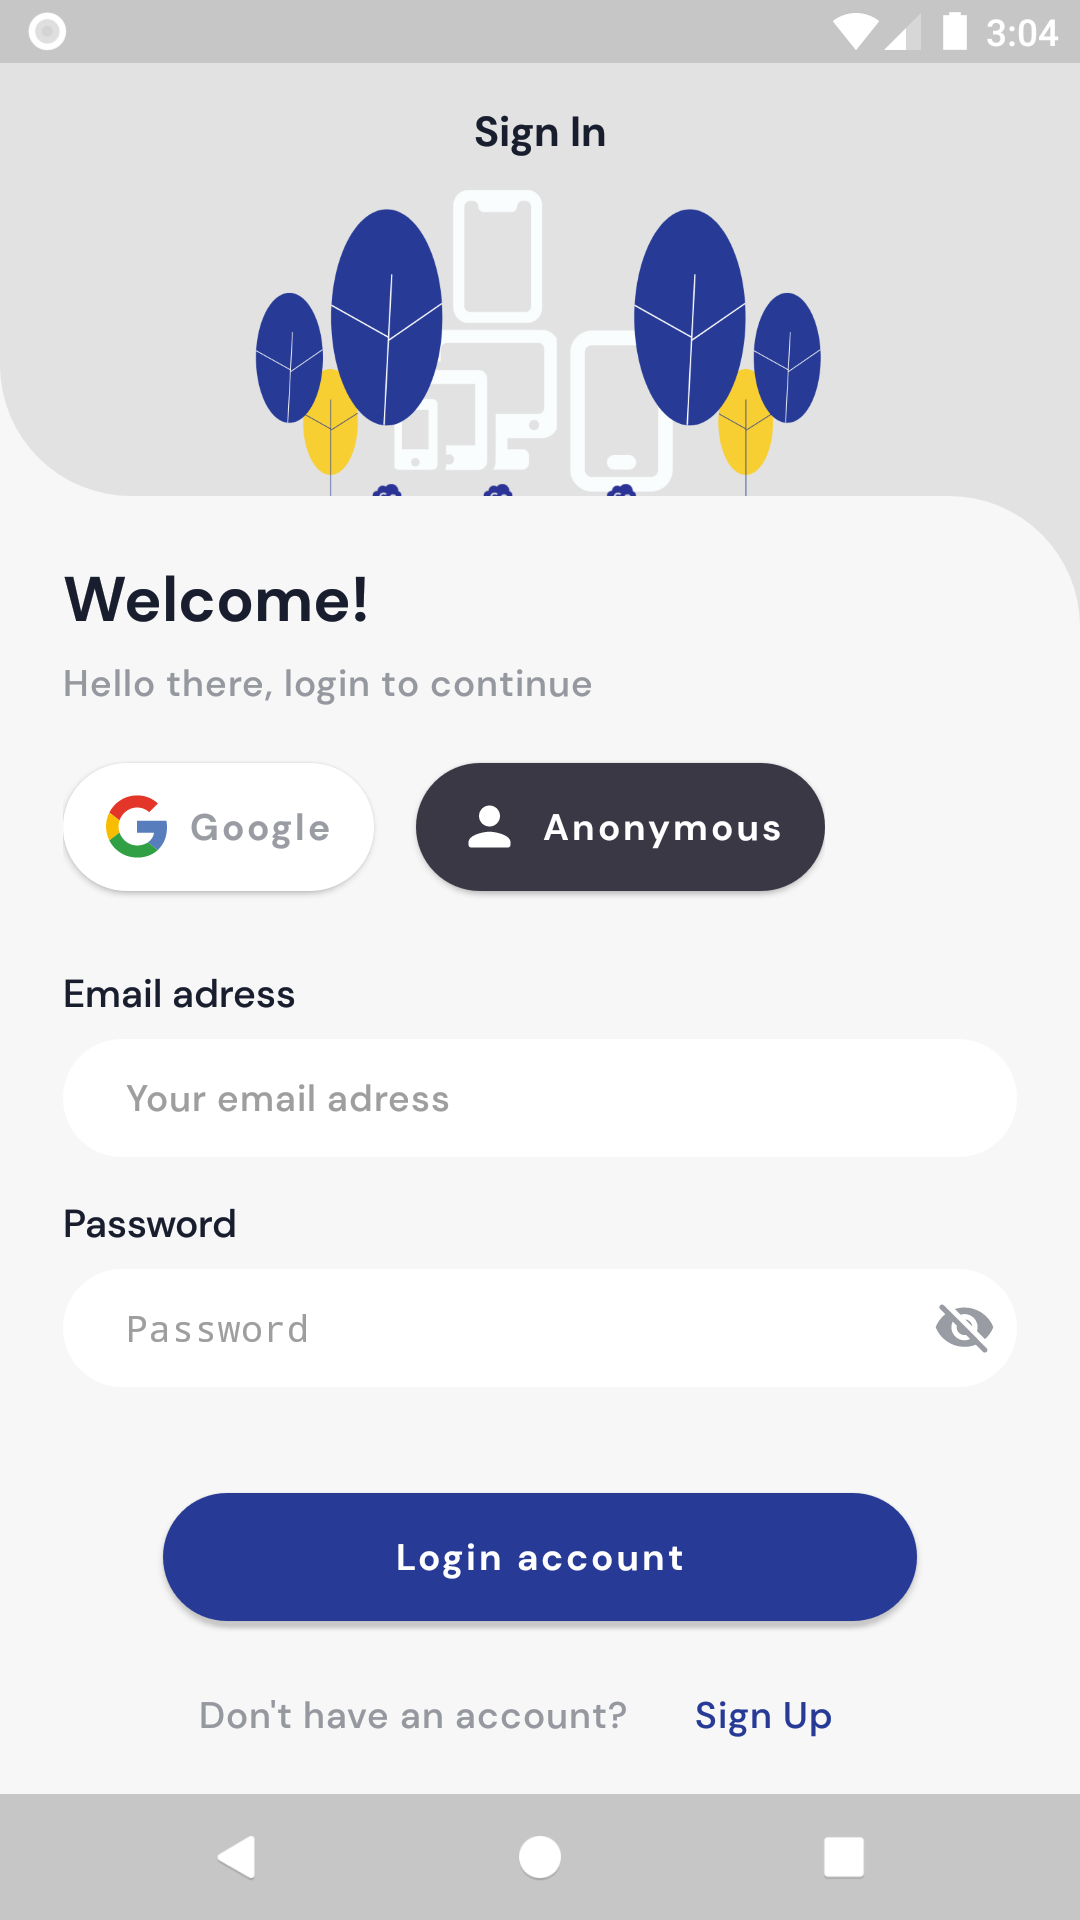 3:04
Sign In
Welcome!
Hello there, login to continue
Google
Anonymous
Email adress
Your email adress
Password
Password
Login account
Don't have an account? Sign Up